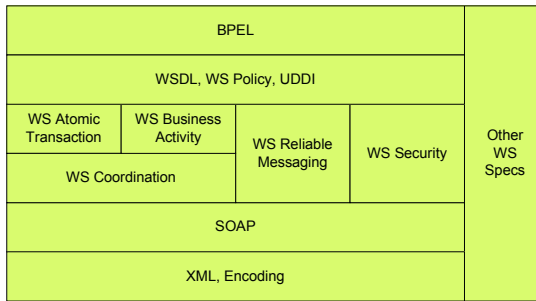 BPEL
WSDL, WS Policy, UDDI
WS Atomic
Transaction
WS Business
Activity
WS Reliable
Messaging
WS Security
Other
WS
Specs
WS Coordination
SOAP
XML, Encoding